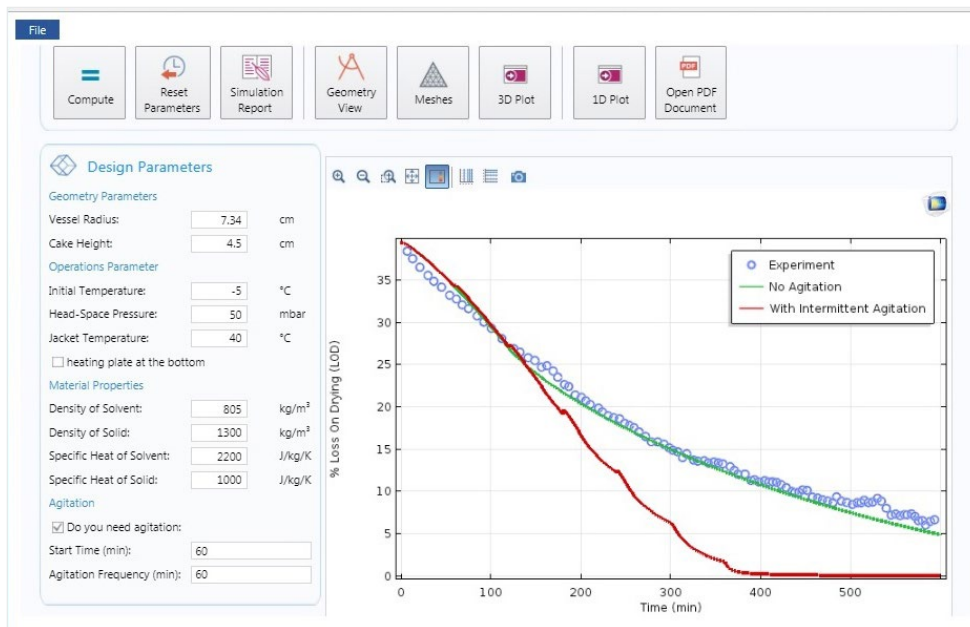 File
Compute
Reset
Parameters
Simulation
Report
Geometry
View
Meshes
3D Plot
1D Plot
PDF
Open PDF
Document
Design Parameters
Geometry Parameters
Vessel Radius: 7.34 cm
Cake Height: 4.5 cm
Operations Parameter
Initial Temperature: -5 °C
Head-Space Pressure: 50 mbar
Jacket Temperature: 40 °C
heating plate at the bottom
Material Properties
Density of Solvent: 805 kg/m³
Density of Solid: 1300 kg/m³
Specific Heat of Solvent: 2200 J/kg/K
Specific Heat of Solid: 1000 J/kg/K
Agitation
Do you need agitation:
Start Time (min): 60
Agitation Frequency (min): 60
% Loss On Drying (LOD)
35
30
25
20
15
10
5
0
Experiment
No Agitation
With Intermittent Agitation
0 100 200 300 400 500
Time (min)